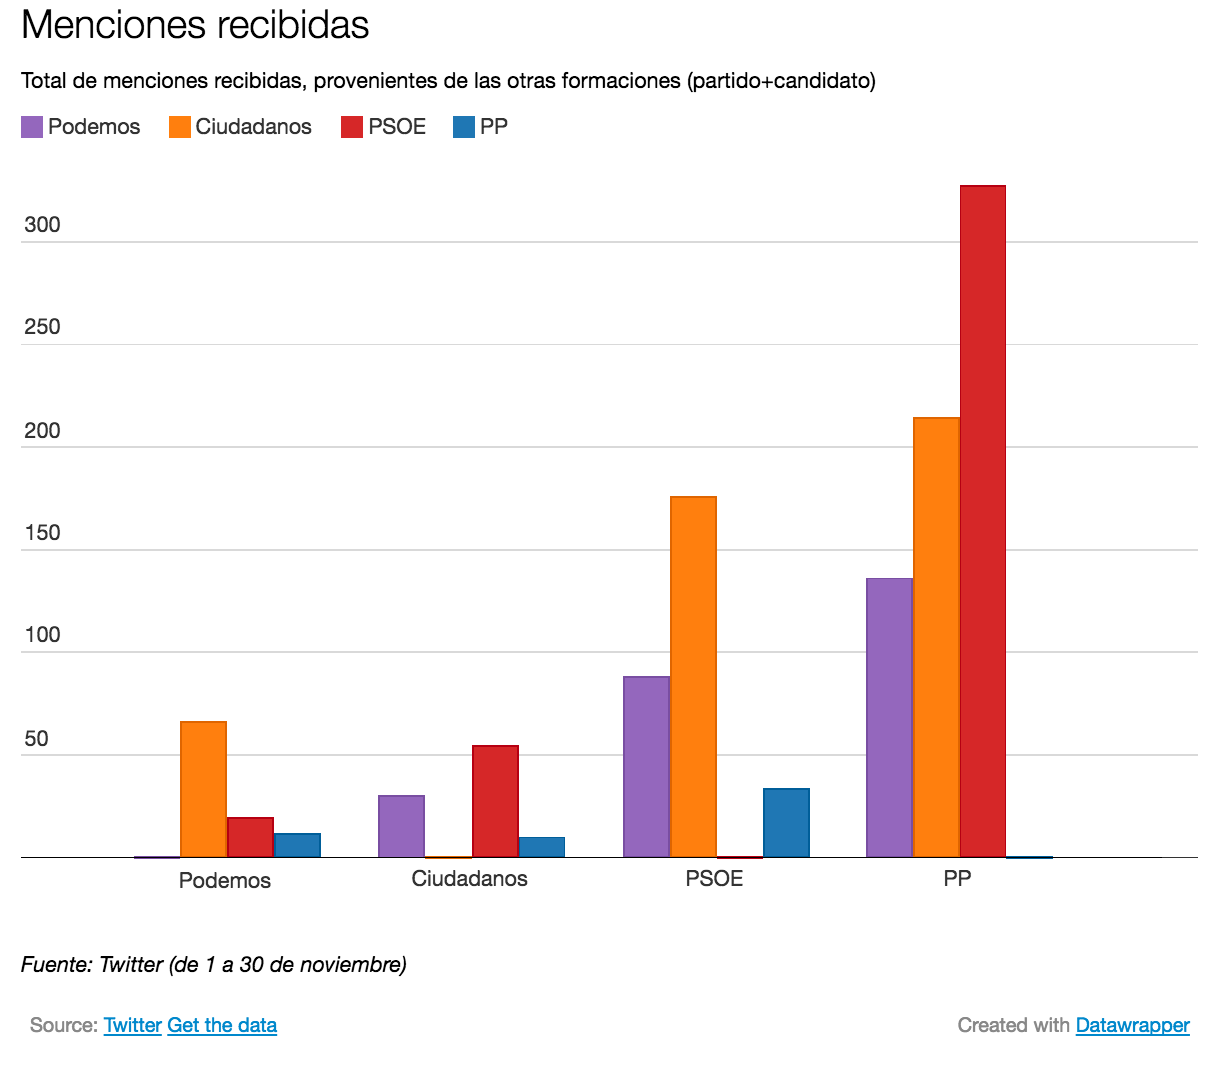 Menciones recibidas
Total de menciones recibidas, provenientes de las otras formaciones (partido+candidato)
Podemos Ciudadanos PSOE PP
300
250
200
150
100
50
Podemos Ciudadanos PSOE PP
Fuente: Twitter (de 1 a 30 de noviembre)
Source: Twitter Get the data Created with Datawrapper